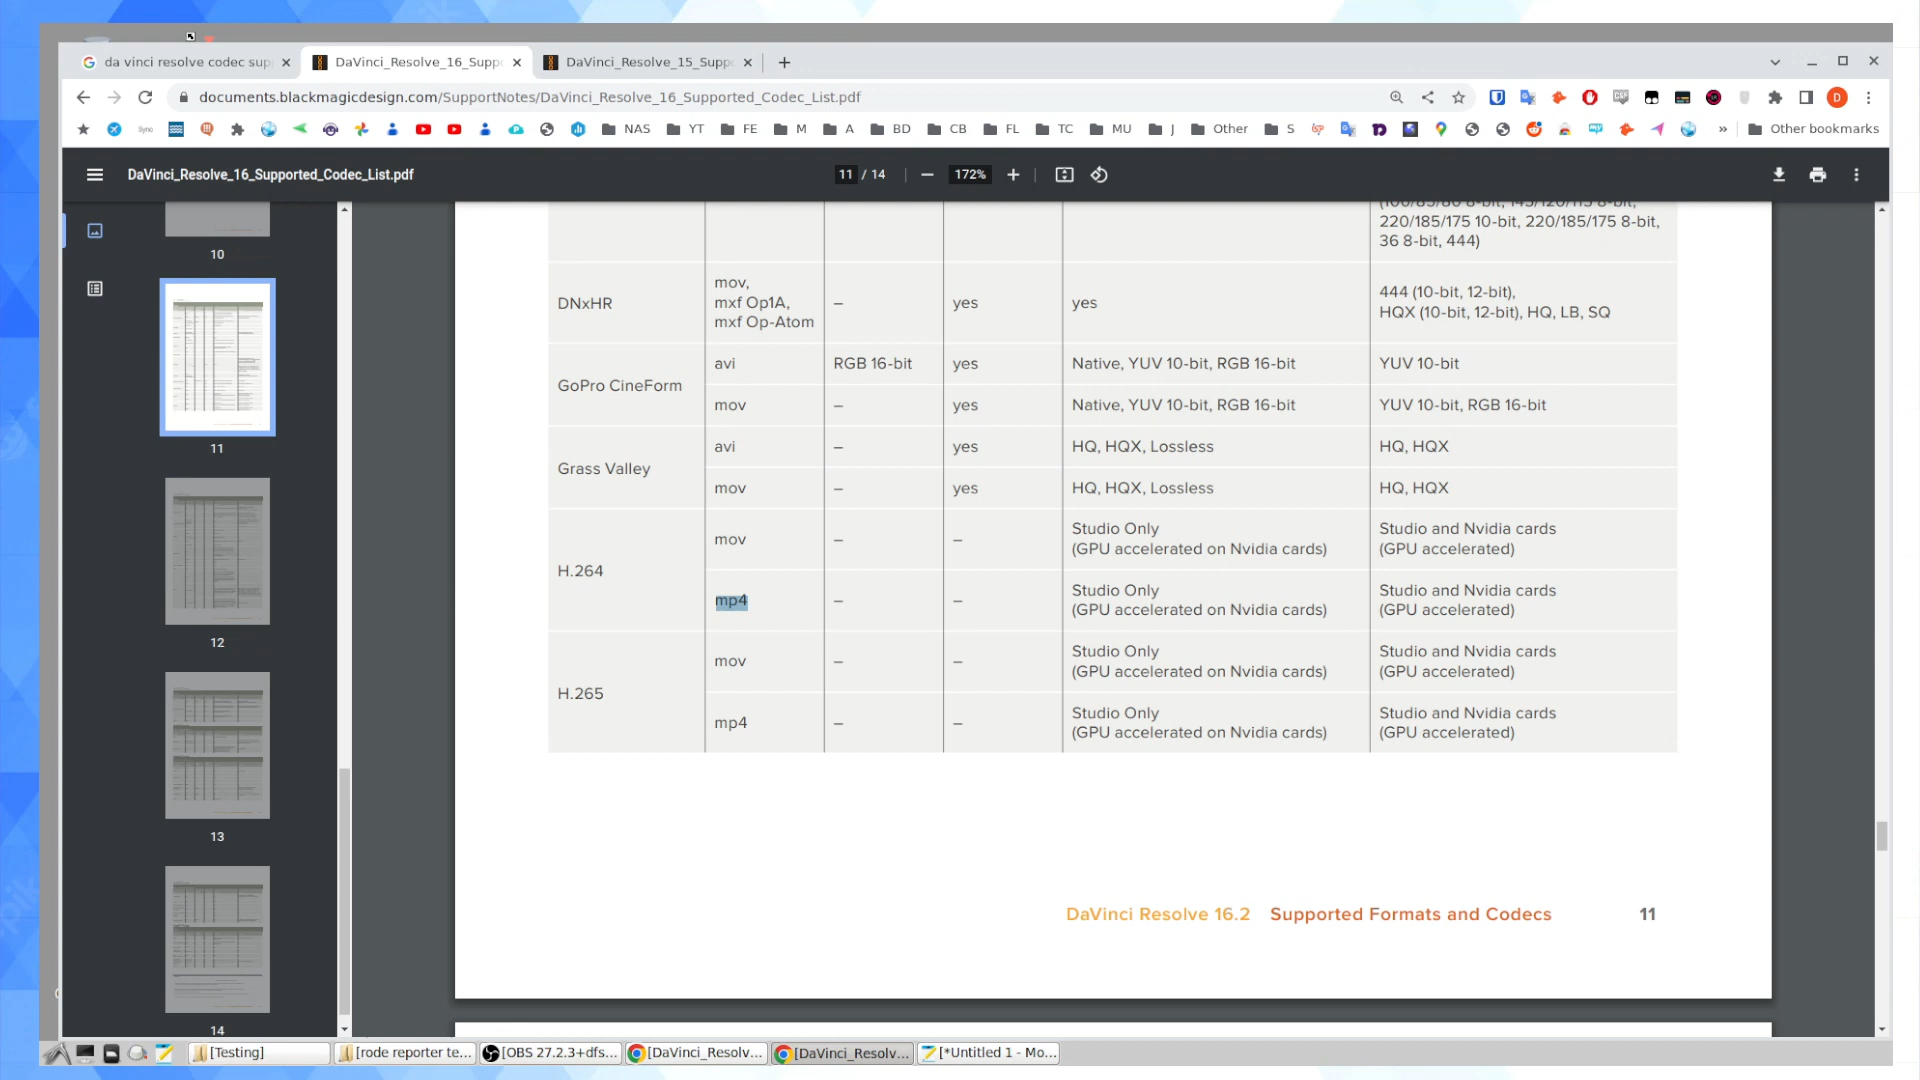 da vinci resolve codec sup
DaVinci_Resolve_16_Suppo
DaVinci_Resolve_15_Suppo
documents.blackmagicdesign.com/SupportNotes/DaVinci_Resolve_16_Supported_Codec_List.pdf
Sync NAS YT FE M A BD CB FL TC MU J Other S Other bookmarks
DaVinci_Resolve_16_Supported_Codec_List.pdf
11 / 14
172%
10
11
12
13
14
220/185/175 10-bit, 220/185/175 8-bit,
36 8-bit, 444)
DNxHR
mov,
mxf Op1A,
mxf Op-Atom
–
yes
yes
444 (10-bit, 12-bit),
HQX (10-bit, 12-bit), HQ, LB, SQ
GoPro CineForm
avi
RGB 16-bit
yes
Native, YUV 10-bit, RGB 16-bit
YUV 10-bit
mov
–
yes
Native, YUV 10-bit, RGB 16-bit
YUV 10-bit, RGB 16-bit
Grass Valley
avi
–
yes
HQ, HQX, Lossless
HQ, HQX
mov
–
yes
HQ, HQX, Lossless
HQ, HQX
H.264
mov
–
–
Studio Only
(GPU accelerated on Nvidia cards)
Studio and Nvidia cards
(GPU accelerated)
mp4
–
–
Studio Only
(GPU accelerated on Nvidia cards)
Studio and Nvidia cards
(GPU accelerated)
H.265
mov
–
–
Studio Only
(GPU accelerated on Nvidia cards)
Studio and Nvidia cards
(GPU accelerated)
mp4
–
–
Studio Only
(GPU accelerated on Nvidia cards)
Studio and Nvidia cards
(GPU accelerated)
DaVinci Resolve 16.2 Supported Formats and Codecs 11
[Testing]
[rode reporter te...
[OBS 27.2.3+dfs...
[DaVinci_Resolv...
[DaVinci_Resolv...
[*Untitled 1 - Mo...